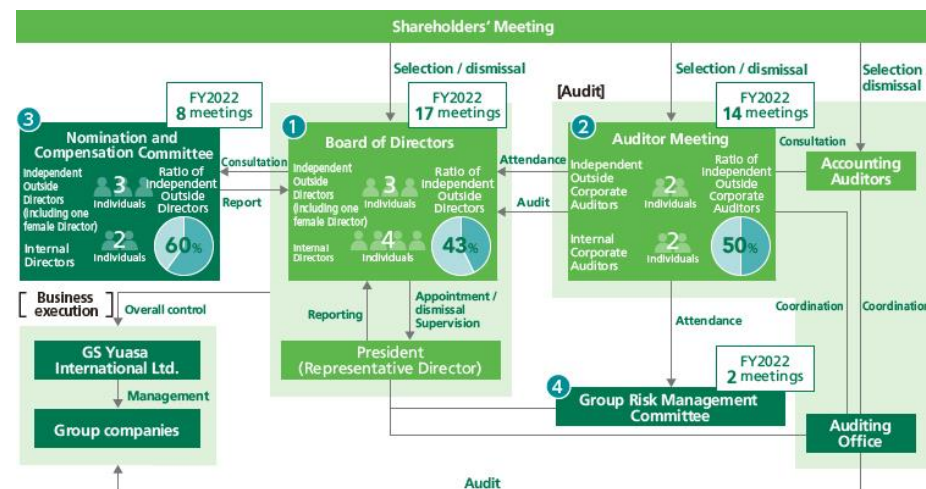 Shareholders' Meeting
Selection / dismissal
Selection / dismissal
Selection
dismissal
[Audit]
FY2022
8 meetings
FY2022
17 meetings
FY2022
14 meetings
3
Nomination and
Compensation Committee
Independent
Outside
Directors
(including one
female Director)
3
Individuals
Ratio of
Independent
Outside
Directors
Internal
Directors
2
Individuals
60%
Consultation
Report
1
Board of Directors
Independent
Outside
Directors
(including one
female Director)
3
Individuals
Ratio of
Independent
Outside
Directors
Internal
Directors
4
Individuals
43%
Attendance
Audit
2
Auditor Meeting
Independent
Outside
Corporate
Auditors
2
Individuals
Ratio of
Independent
Outside
Corporate
Auditors
Internal
Corporate
Auditors
2
Individuals
50%
Consultation
Accounting
Auditors
[Business
execution]
Overall control
Reporting
Appointment /
dismissal
Supervision
Attendance
Coordination
Coordination
GS Yuasa
International Ltd.
Management
Group companies
President
(Representative Director)
FY2022
2 meetings
4
Group Risk Management
Committee
Auditing
Office
Audit